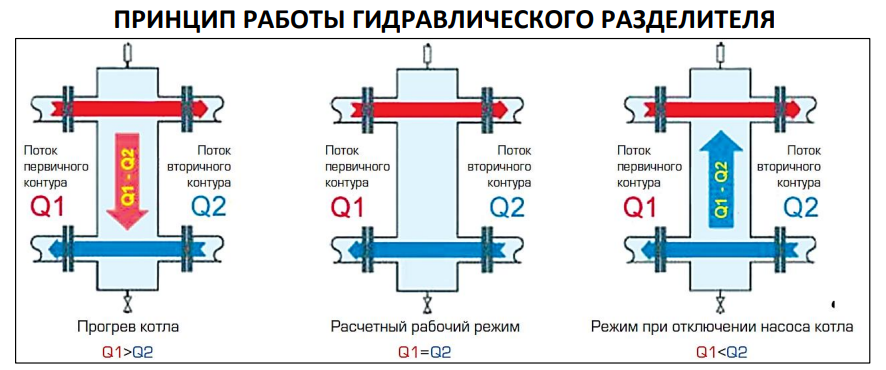 ПРИНЦИП РАБОТЫ ГИДРАВЛИЧЕСКОГО РАЗДЕЛИТЕЛЯ
Поток
первичного
контура
Q1
Q1 - Q2
Поток
вторичного
контура
Q2
Прогрев котла
Q1>Q2
Поток
первичного
контура
Q1
Поток
вторичного
контура
Q2
Расчетный рабочий режим
Q1=Q2
Поток
первичного
контура
Q1
Q1 - Q2
Поток
вторичного
контура
Q2
Режим при отключении насоса котла
Q1<Q2